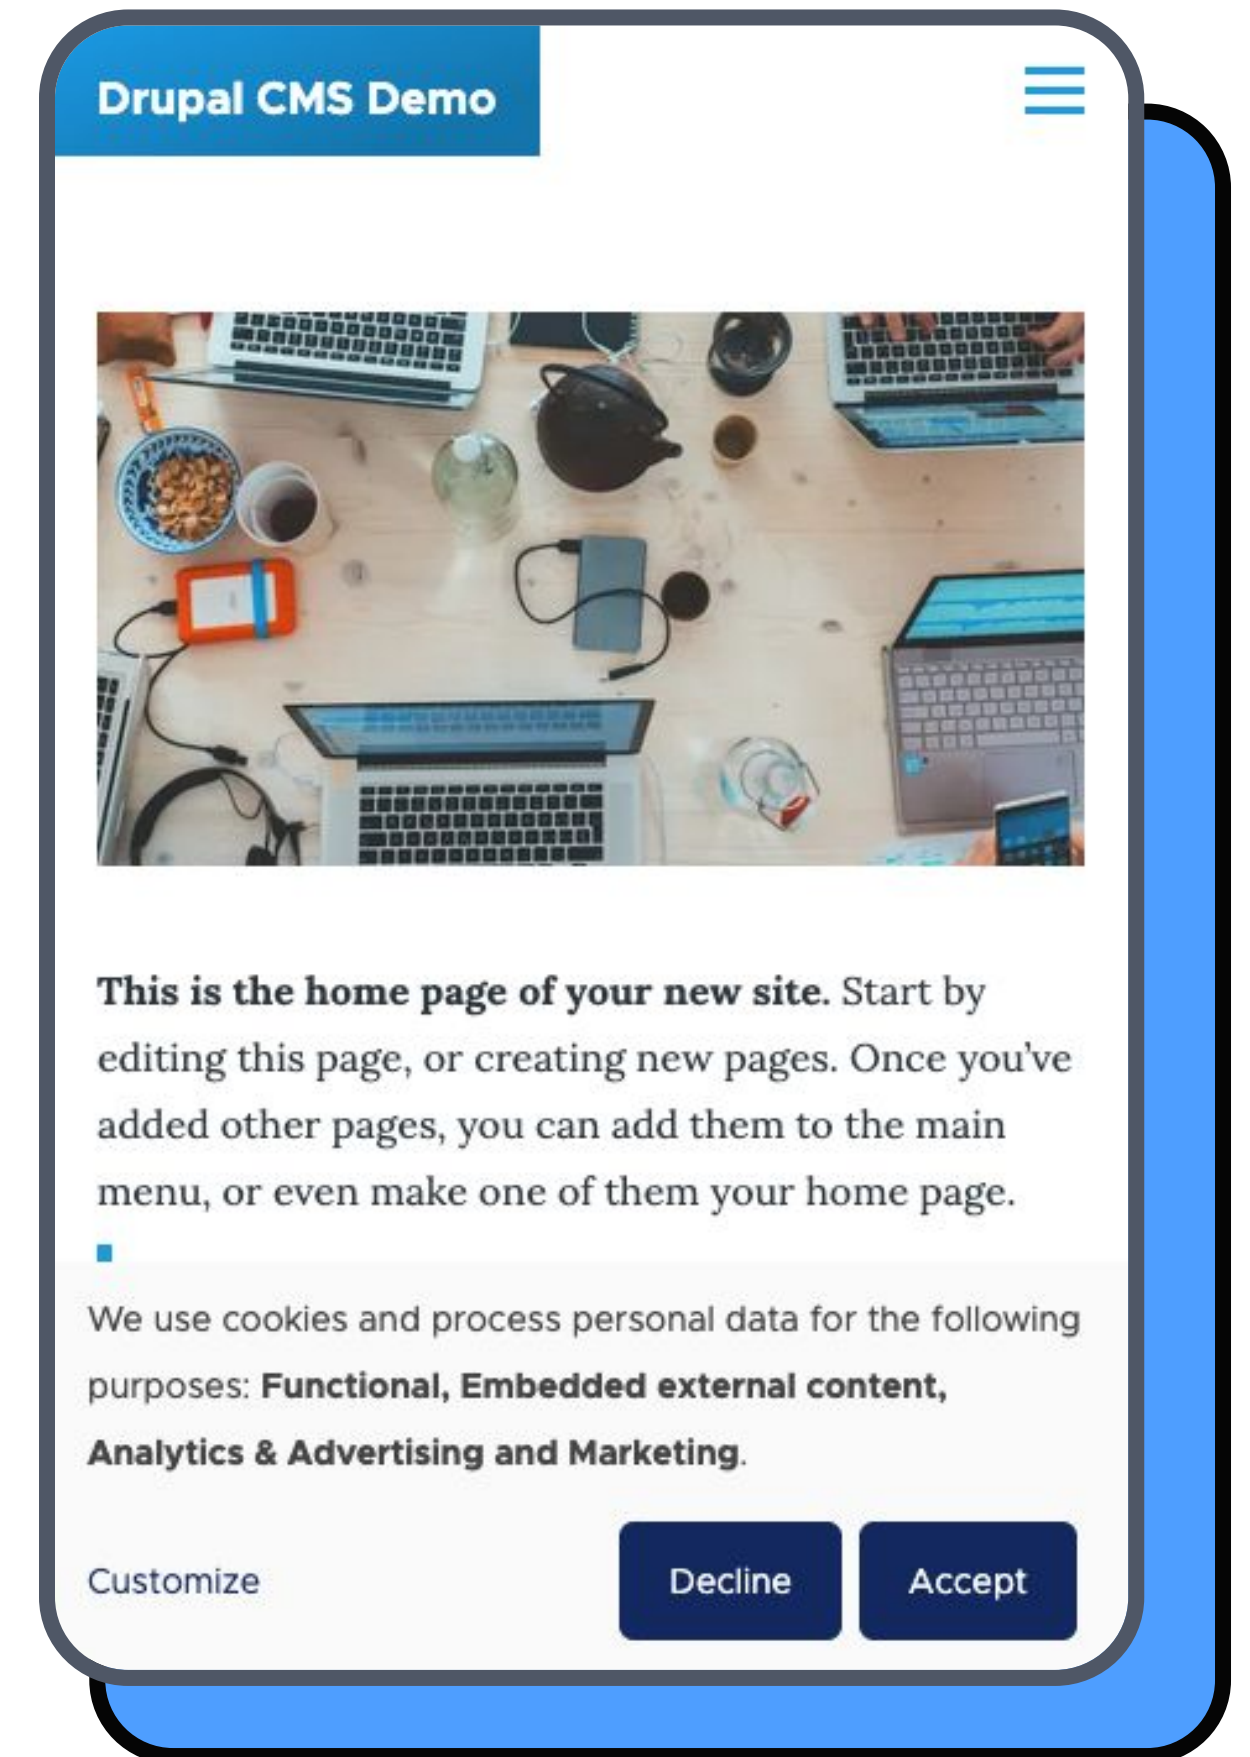 Drupal CMS Demo
This is the home page of your new site. Start by
editing this page, or creating new pages. Once you’ve
added other pages, you can add them to the main
menu, or even make one of them your home page.
We use cookies and process personal data for the following
purposes: Functional, Embedded external content,
Analytics & Advertising and Marketing.
Customize
Decline
Accept